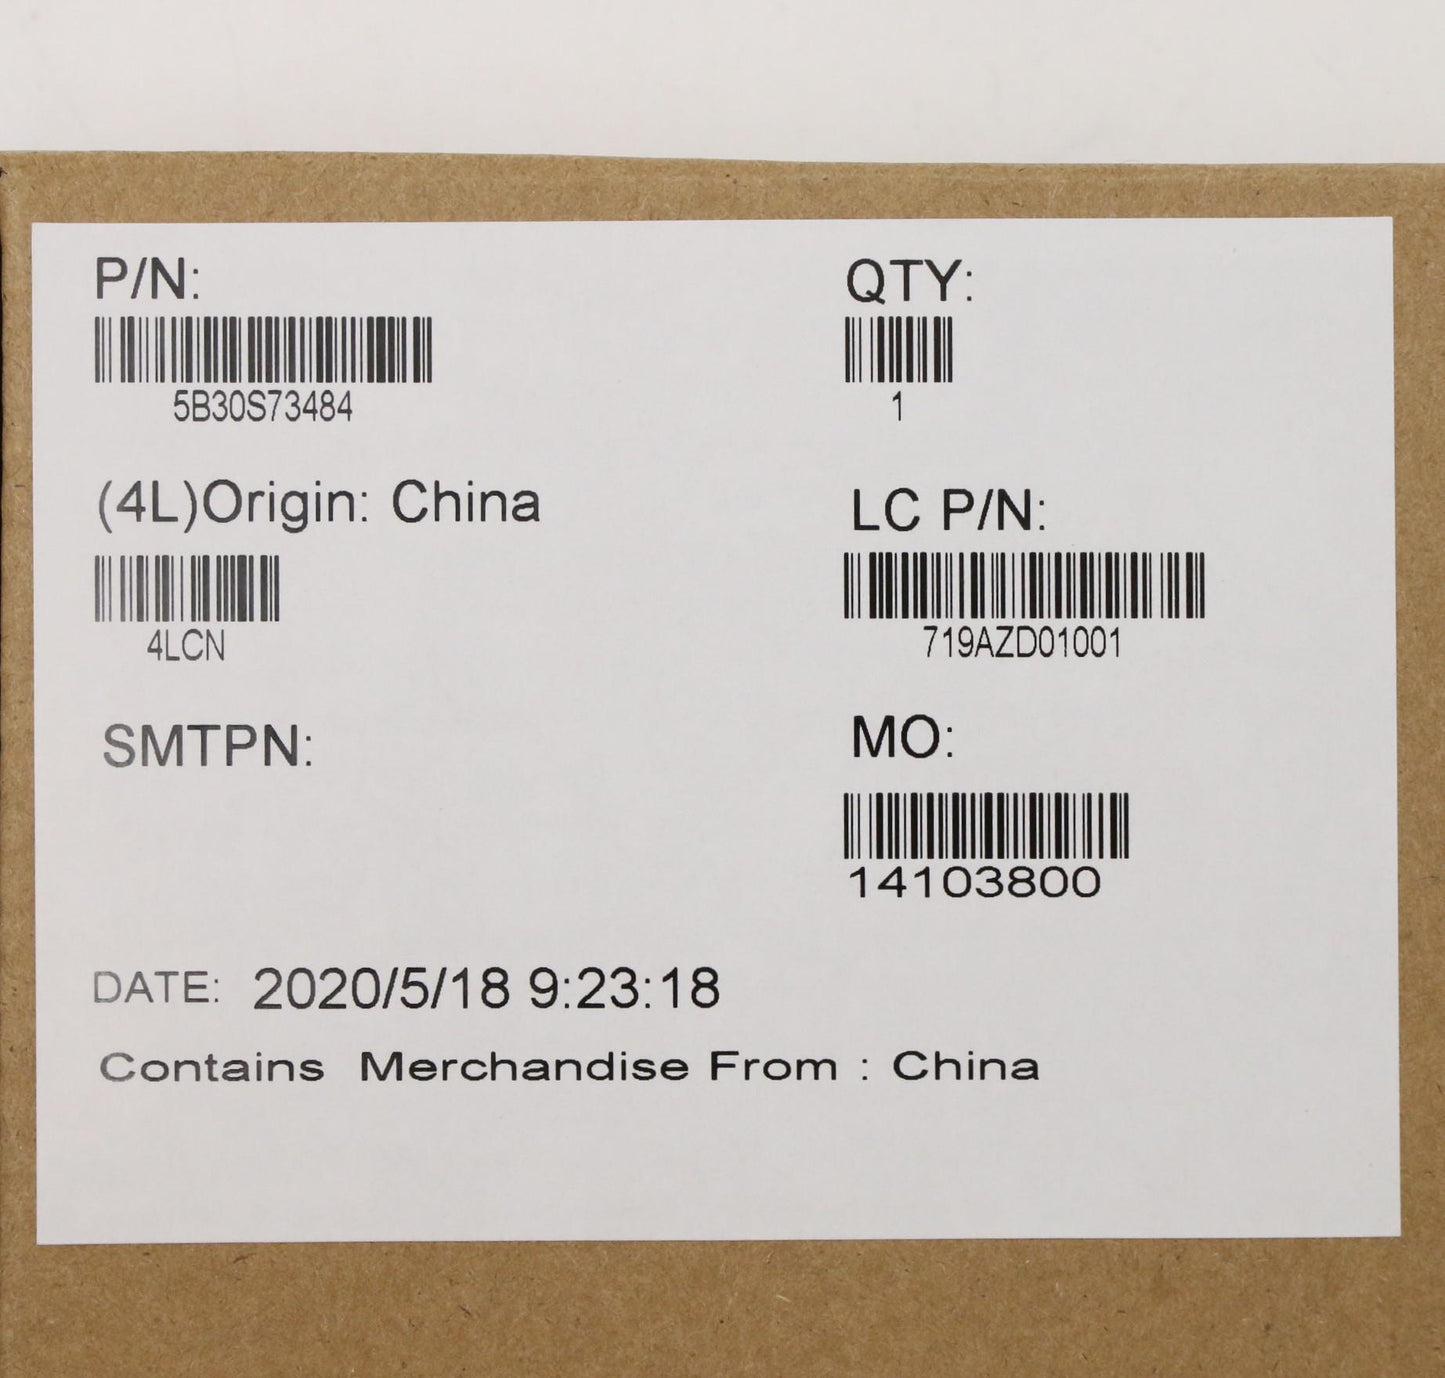 P/N:
QTY:
5B30S73484
1
(4L)Origin: China
LC P/N:
4LCN
719AZD01001
SMTPN:
MO:
14103800
DATE: 2020/5/18 9:23:18
Contains Merchandise From : China